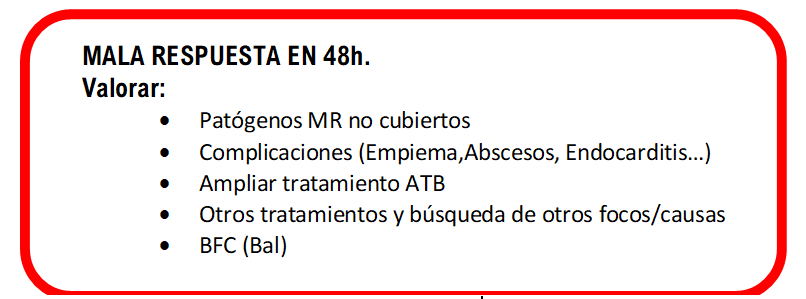 MALA RESPUESTA EN 48h.
Valorar:
• Patógenos MR no cubiertos
• Complicaciones (Empiema,Abscesos, Endocarditis…)
• Ampliar tratamiento ATB
• Otros tratamientos y búsqueda de otros focos/causas
• BFC (Bal)